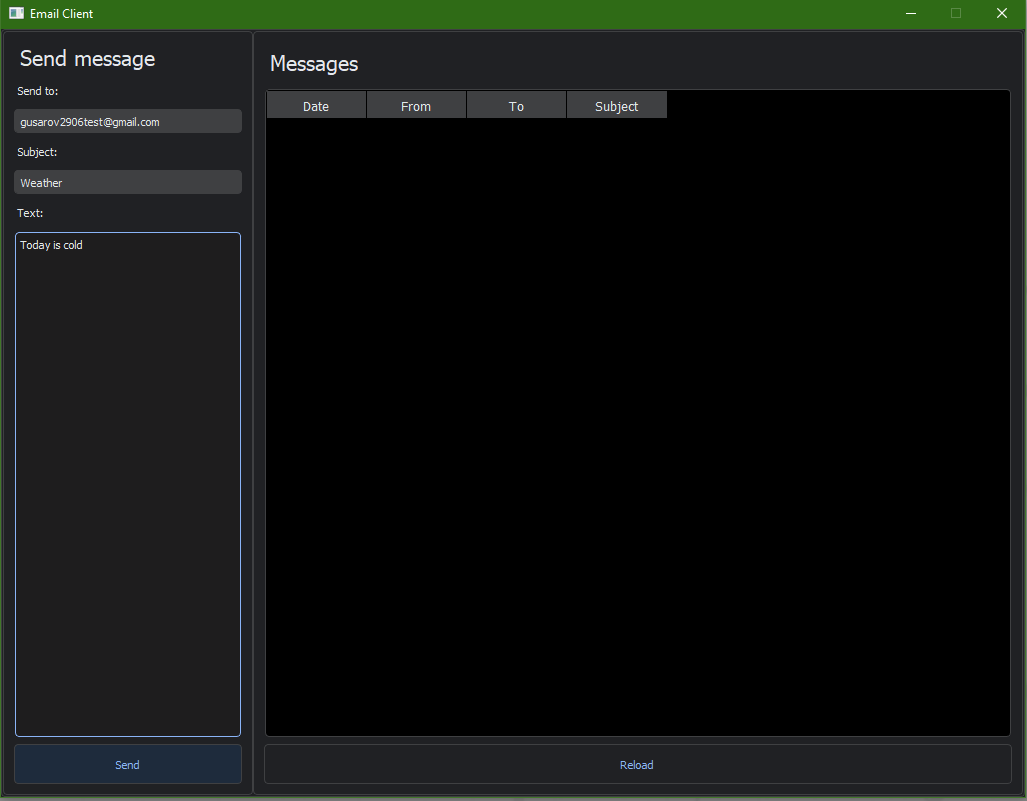 Email Client
Send message
Send to:
gusarov2906test@gmail.com
Subject:
Weather
Text:
Today is cold
Send
Messages
Date From To Subject
Reload